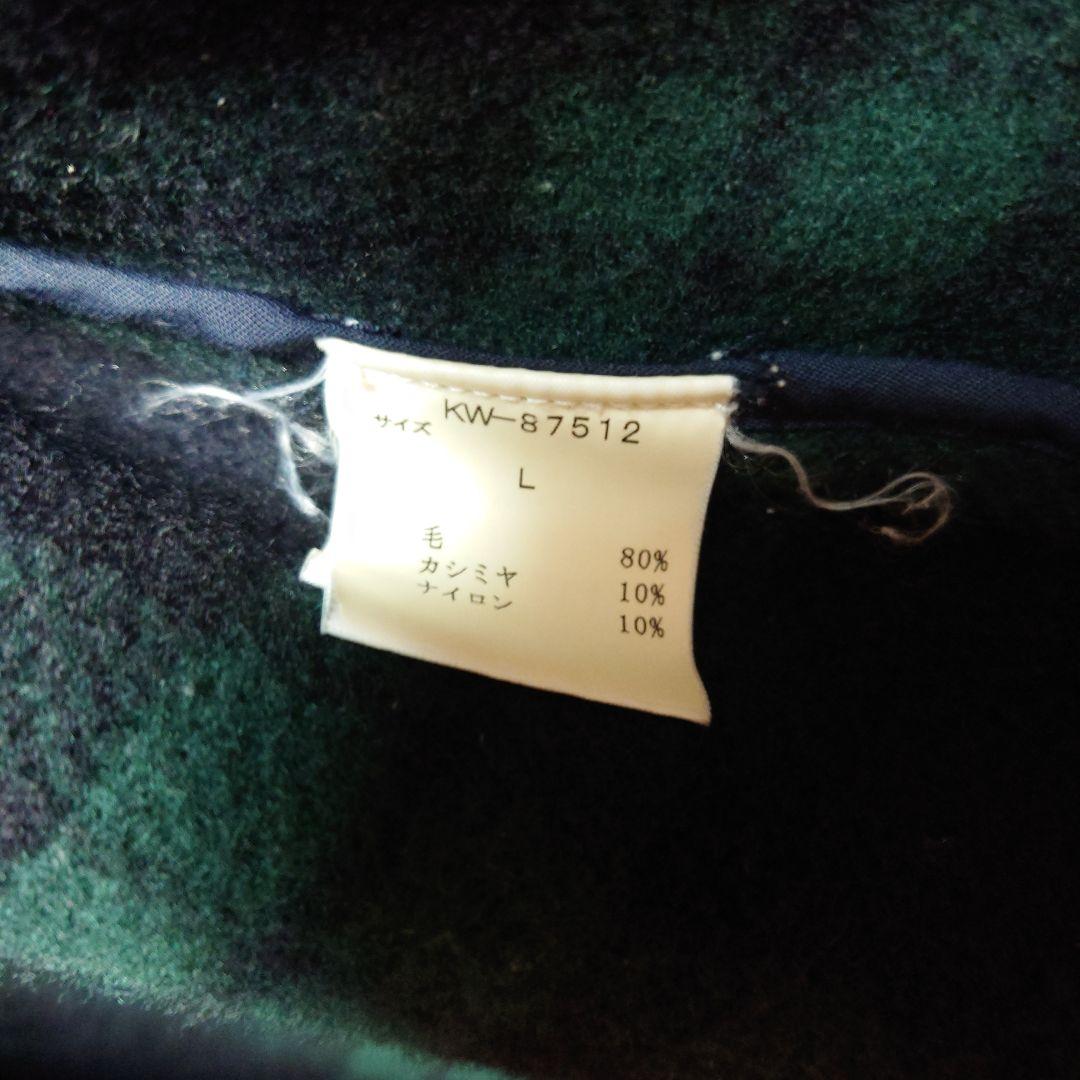 KW-87512
サイズ
L
毛 80%
カシミヤ 10%
ナイロン 10%